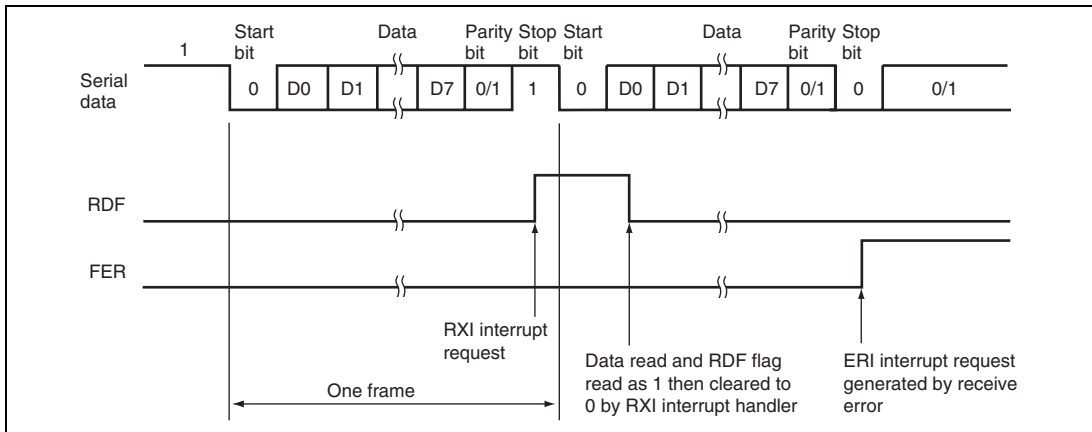 1
Start
bit
Data
Parity
bit
Stop
bit
Start
bit
Data
Parity
bit
Stop
bit
Serial
data
0 D0 D1 D7 0/1 1 0 D0 D1 D7 0/1 0 0/1
RDF
FER
RXI interrupt
request
Data read and RDF flag
read as 1 then cleared to
0 by RXI interrupt handler
ERI interrupt request
generated by receive
error
One frame